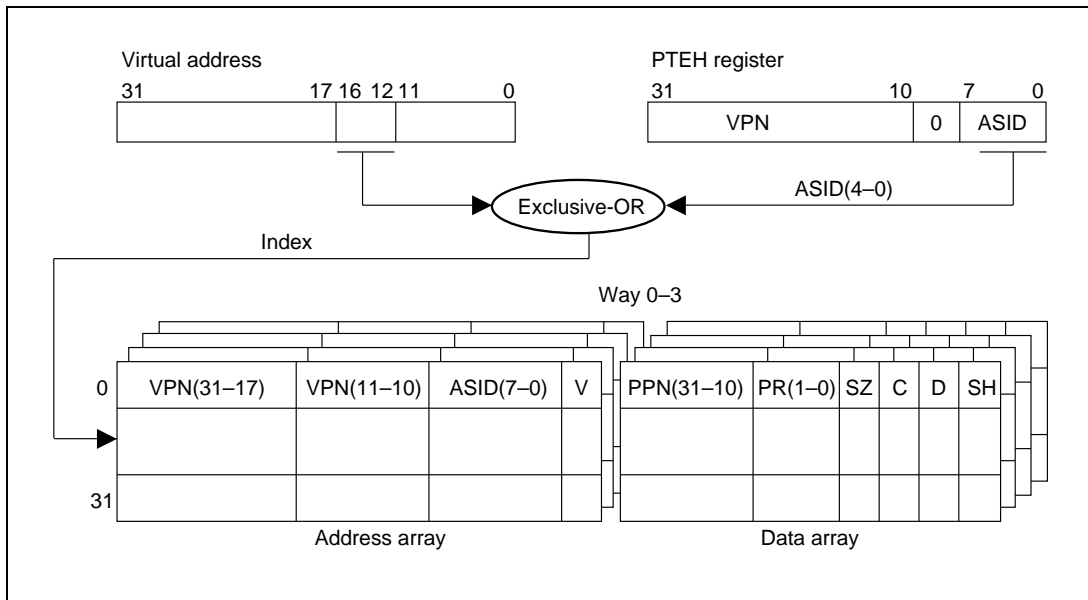 Virtual address
31 17 16 12 11 0
PTEH register
31 10 7 0
VPN 0 ASID
ASID(4–0)
Exclusive-OR
Index
Way 0–3
0 VPN(31–17) VPN(11–10) ASID(7–0) V PPN(31–10) PR(1–0) SZ C D SH
31
Address array
Data array